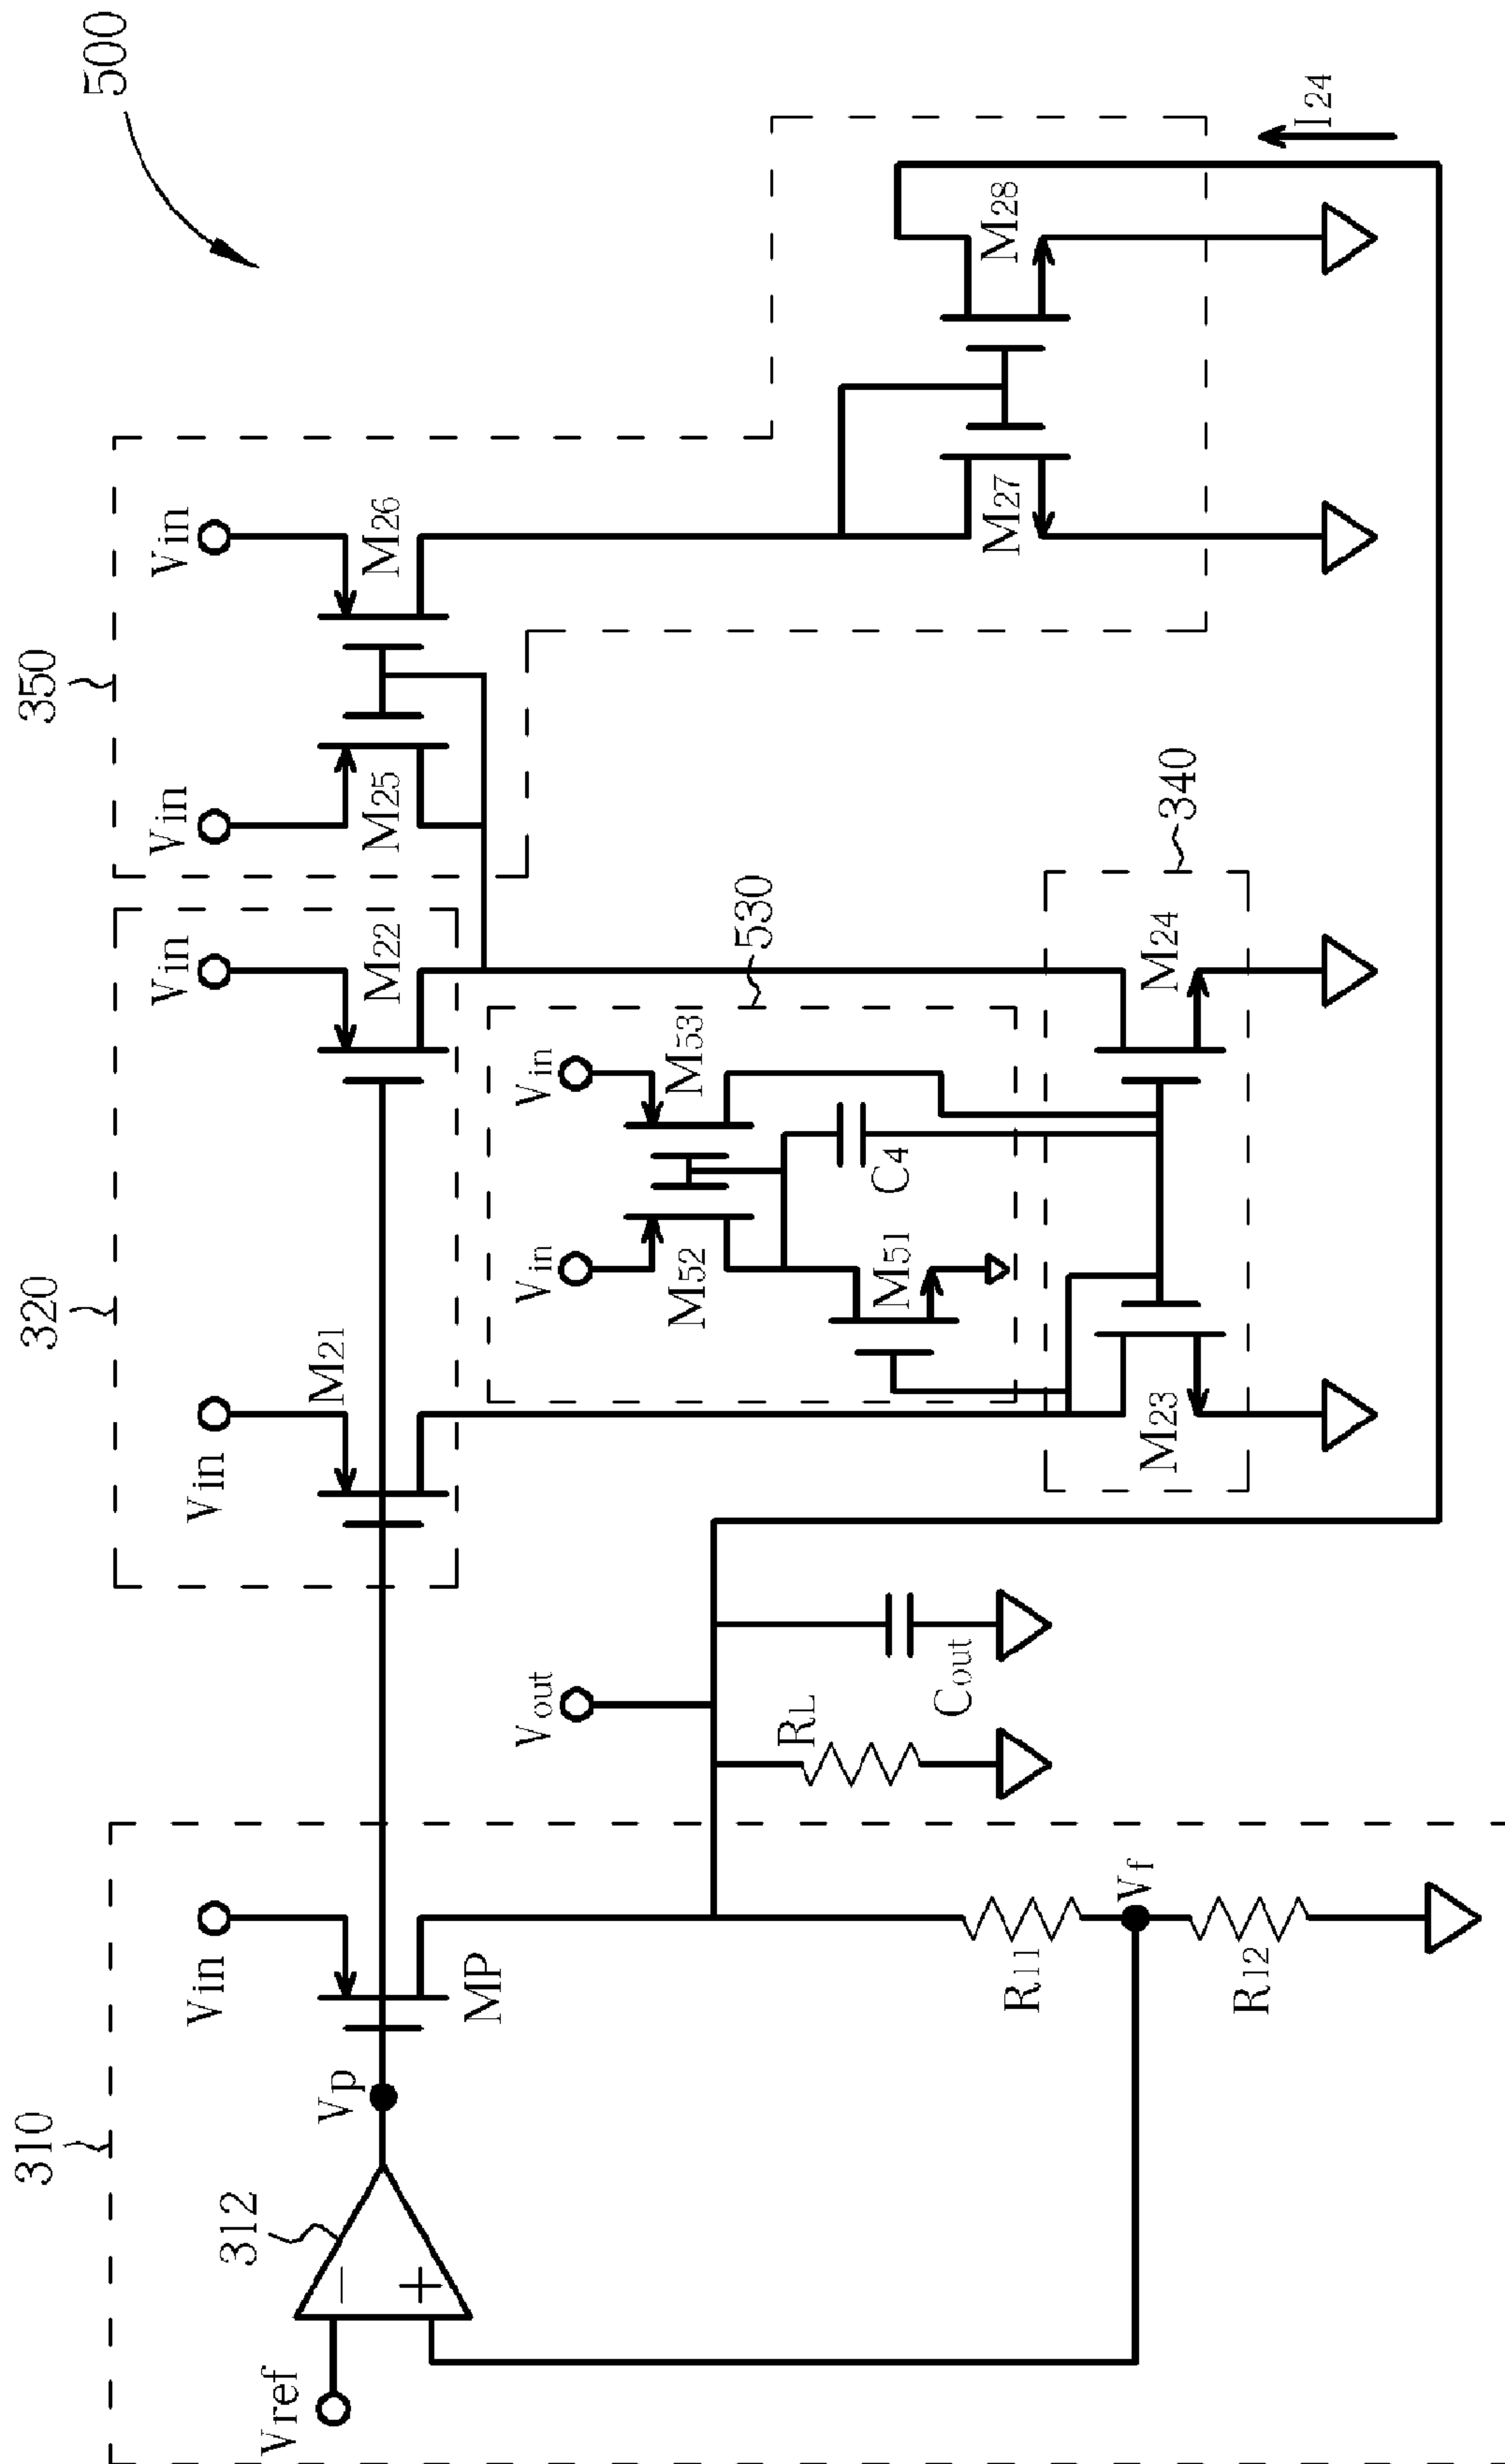 500
310
320
350
312
Vref
Vp
Vin
MP
Vin
M21
Vin
M22
Vin
M25
Vin
M26
Vout
RL
Cout
R11
Vf
R12
Vin
M52
Vin
M53
530
M51
C4
340
M23
M24
M27
M28
I24